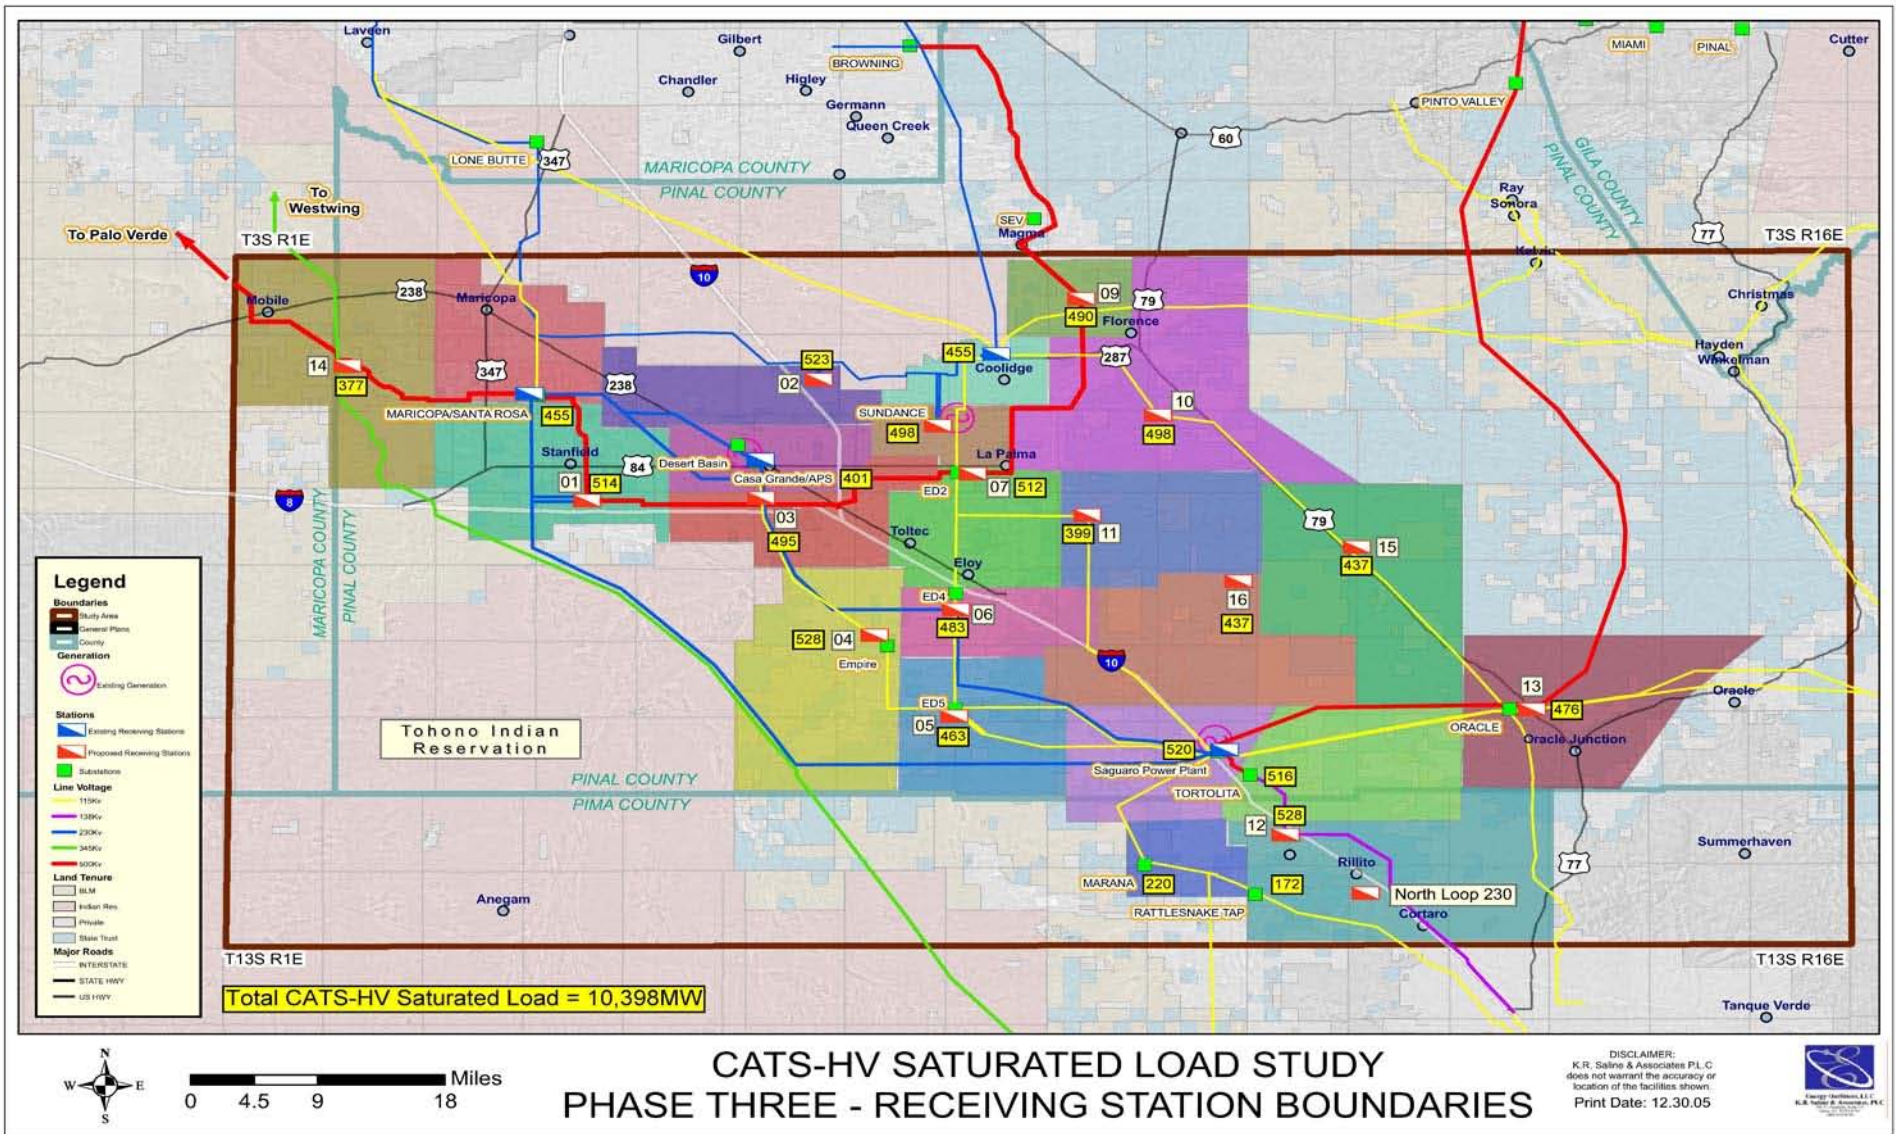 Laveen
Gilbert
BROWNING
MIAMI
PINAL
Cutter
Chandler
Higley
Germann
Queen Creek
PINTO VALLEY
60
LONE BUTTE
347
MARICOPA COUNTY
PINAL COUNTY
GILA COUNTY
PINAL COUNTY
To
Westwing
Ray
Sonora
To Palo Verde
T3S R1E
SEV
Magma
77
T3S R16E
Kelvin
10
Mobile
238
Maricopa
09
79
490
Florence
Christmas
14
377
347
238
523
02
455
Coolidge
287
Hayden
Winkelman
MARICOPA/SANTA ROSA
455
SUNDANCE
498
10
498
Stanfield
84
Desert Basin
La Palma
01
514
Casa Grande/APS
401
ED2
07
512
8
03
495
Toltec
399
11
79
15
437
MARICOPA COUNTY
PINAL COUNTY
Eloy
ED4
06
483
16
437
528
04
Empire
10
Tohono Indian
Reservation
ED5
05
463
13
476
ORACLE
Oracle
Oracle Junction
520
Saguaro Power Plant
516
TORTOLITA
PINAL COUNTY
PIMA COUNTY
528
12
Rillito
77
Summerhaven
MARANA
220
172
RATTLESNAKE TAP
North Loop 230
Cortaro
Anegam
T13S R1E
T13S R16E
Tanque Verde
Legend
Boundaries
Study Area
General Plans
County
Generation
Existing Generation
Stations
Existing Receiving Stations
Proposed Receiving Stations
Substations
Line Voltage
115Kv
138Kv
230Kv
345Kv
500Kv
Land Tenure
BLM
Indian Res
Private
State Trust
Major Roads
INTERSTATE
STATE HWY
US HWY
Total CATS-HV Saturated Load = 10,398MW
N
W E
S
0 4.5 9 18 Miles
CATS-HV SATURATED LOAD STUDY
PHASE THREE - RECEIVING STATION BOUNDARIES
DISCLAIMER:
K.R. Saline & Associates P.L.C
does not warrant the accuracy or
location of the facilities shown.
Print Date: 12.30.05
K.R. Saline & Associates, PLC